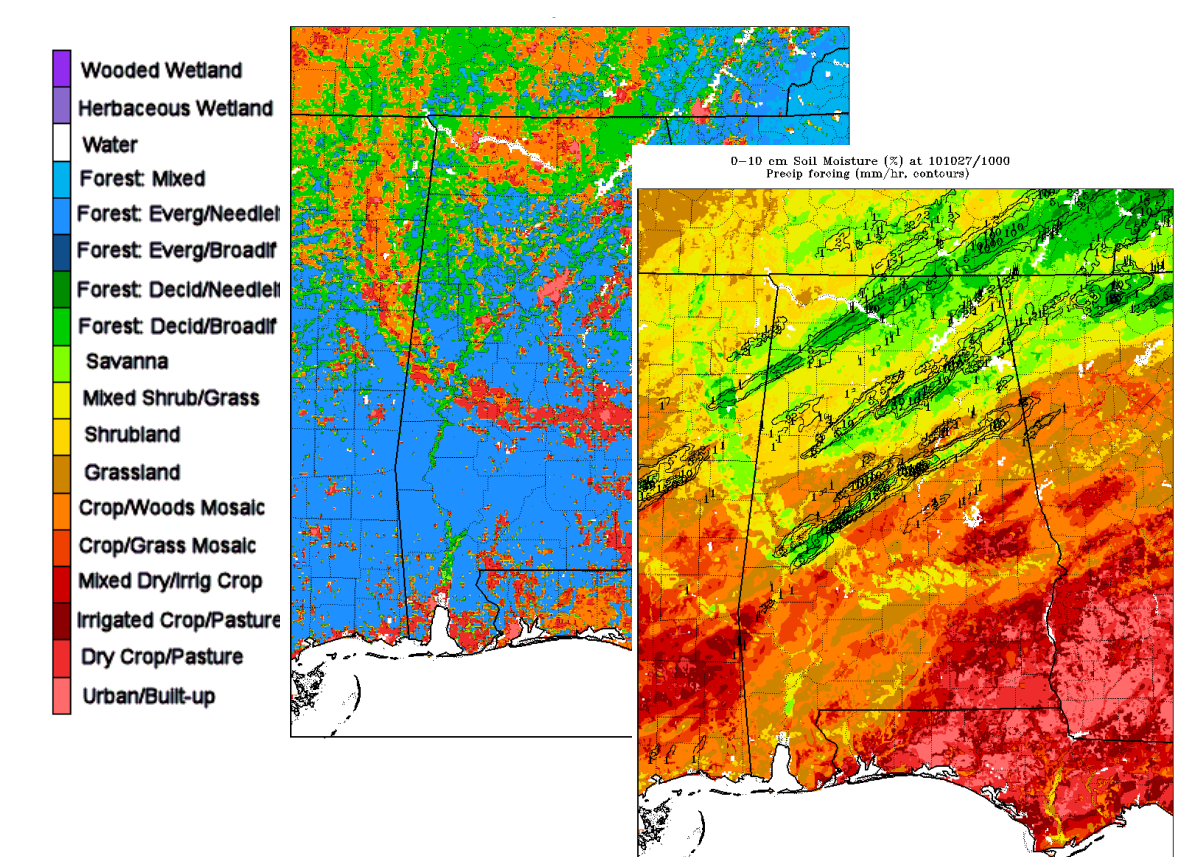 Wooded Wetland
Herbaceous Wetland
Water
Forest: Mixed
Forest: Everg/Needlel
Forest: Everg/Broadlf
Forest: Decid/Needlel
Forest: Decid/Broadlf
Savanna
Mixed Shrub/Grass
Shrubland
Grassland
Crop/Woods Mosaic
Crop/Grass Mosaic
Mixed Dry/Irrig Crop
Irrigated Crop/Pasture
Dry Crop/Pasture
Urban/Built-up
0-10 cm Soil Moisture (%) at 101027/1000
Precip forcing (mm/hr, contours)